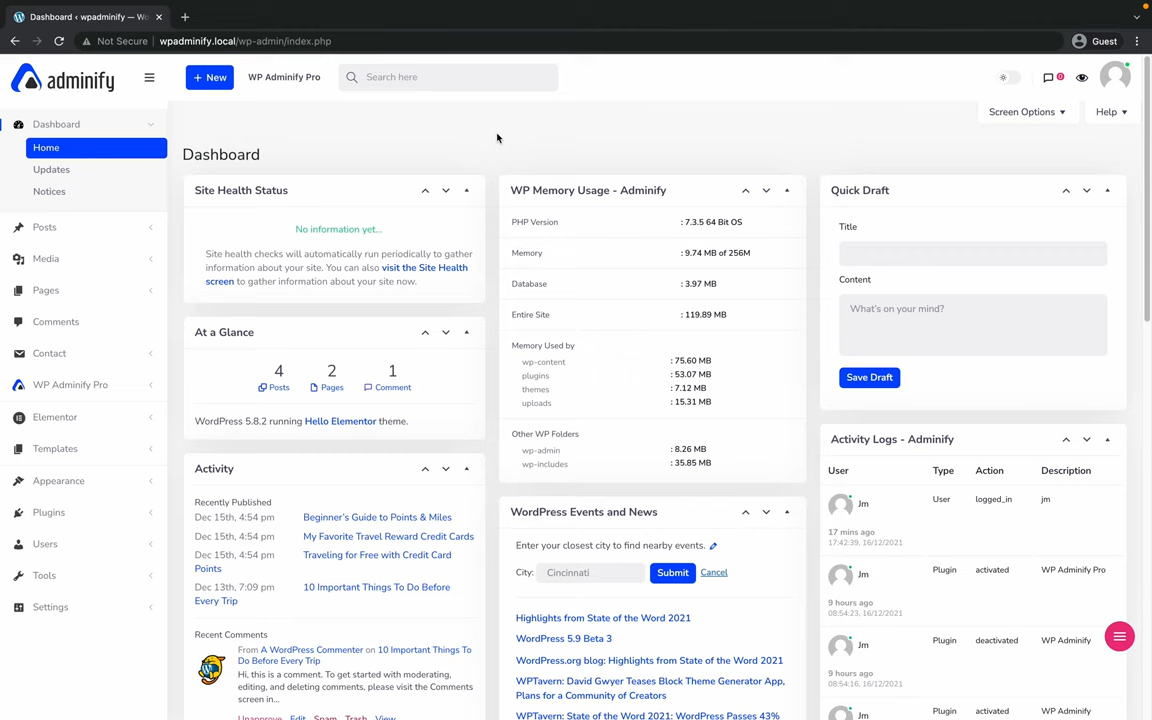 Dashboard ‹ wpadminify — Wo
Not Secure
wpadminify.local/wp-admin/index.php
Guest
adminify
+ New
WP Adminify Pro
Search here
0
Screen Options
Help
Dashboard
Home
Updates
Notices
Posts
Media
Pages
Comments
Contact
WP Adminify Pro
Elementor
Templates
Appearance
Plugins
Users
Tools
Settings
Dashboard
Site Health Status
No information yet...
Site health checks will automatically run periodically to gather
information about your site. You can also visit the Site Health
screen to gather information about your site now.
At a Glance
4 Posts
2 Pages
1 Comment
WordPress 5.8.2 running Hello Elementor theme.
Activity
Recently Published
Dec 15th, 4:54 pm Beginner's Guide to Points & Miles
Dec 15th, 4:54 pm My Favorite Travel Reward Credit Cards
Dec 15th, 4:54 pm Traveling for Free with Credit Card
Points
Dec 13th, 7:09 pm 10 Important Things To Do Before
Every Trip
Recent Comments
From A WordPress Commenter on 10 Important Things To
Do Before Every Trip
Hi, this is a comment. To get started with moderating,
editing, and deleting comments, please visit the Comments
screen in...
Unapprove Edit Spam Trash View
WP Memory Usage - Adminify
PHP Version : 7.3.5 64 Bit OS
Memory : 9.74 MB of 256M
Database : 3.97 MB
Entire Site : 119.89 MB
Memory Used by
wp-content : 75.60 MB
plugins : 53.07 MB
themes : 7.12 MB
uploads : 15.31 MB
Other WP Folders
wp-admin : 8.26 MB
wp-includes : 35.85 MB
WordPress Events and News
Enter your closest city to find nearby events.
City: Cincinnati Submit Cancel
Highlights from State of the Word 2021
WordPress 5.9 Beta 3
WordPress.org blog: Highlights from State of the Word 2021
WPTavern: David Gwyer Teases Block Theme Generator App,
Plans for a Community of Creators
WPTavern: State of the Word 2021: WordPress Passes 43%
Quick Draft
Title
Content
What's on your mind?
Save Draft
Activity Logs - Adminify
User Type Action Description
Jm User logged_in jm
17 mins ago
17:42:39, 16/12/2021
Jm Plugin activated WP Adminify Pro
9 hours ago
08:54:23, 16/12/2021
Jm Plugin deactivated WP Adminify
9 hours ago
08:54:16, 16/12/2021
Jm Plugin activated WP Adminify